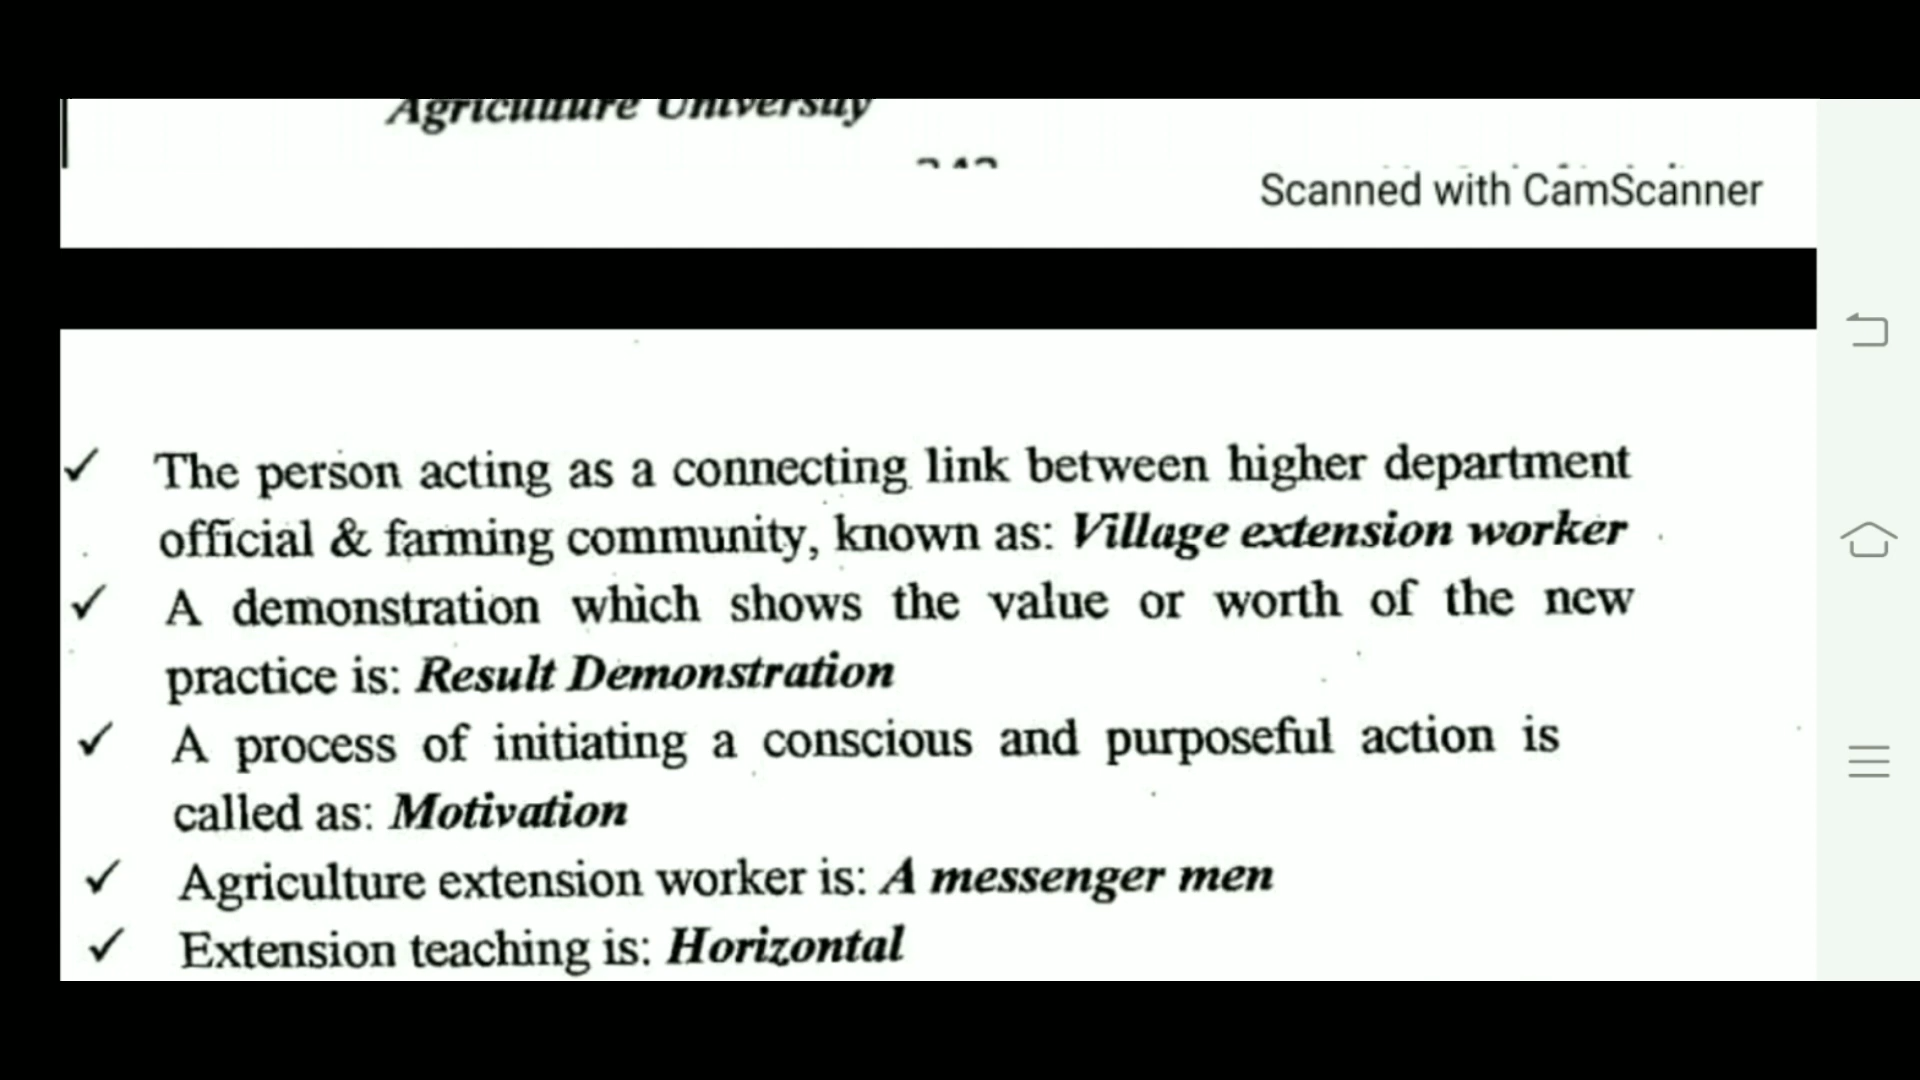 Agriculture University
Scanned with CamScanner
✓ The person acting as a connecting link between higher department
official & farming community, known as: Village extension worker
✓ A demonstration which shows the value or worth of the new
practice is: Result Demonstration
✓ A process of initiating a conscious and purposeful action is
called as: Motivation
✓ Agriculture extension worker is: A messenger men
✓ Extension teaching is: Horizontal